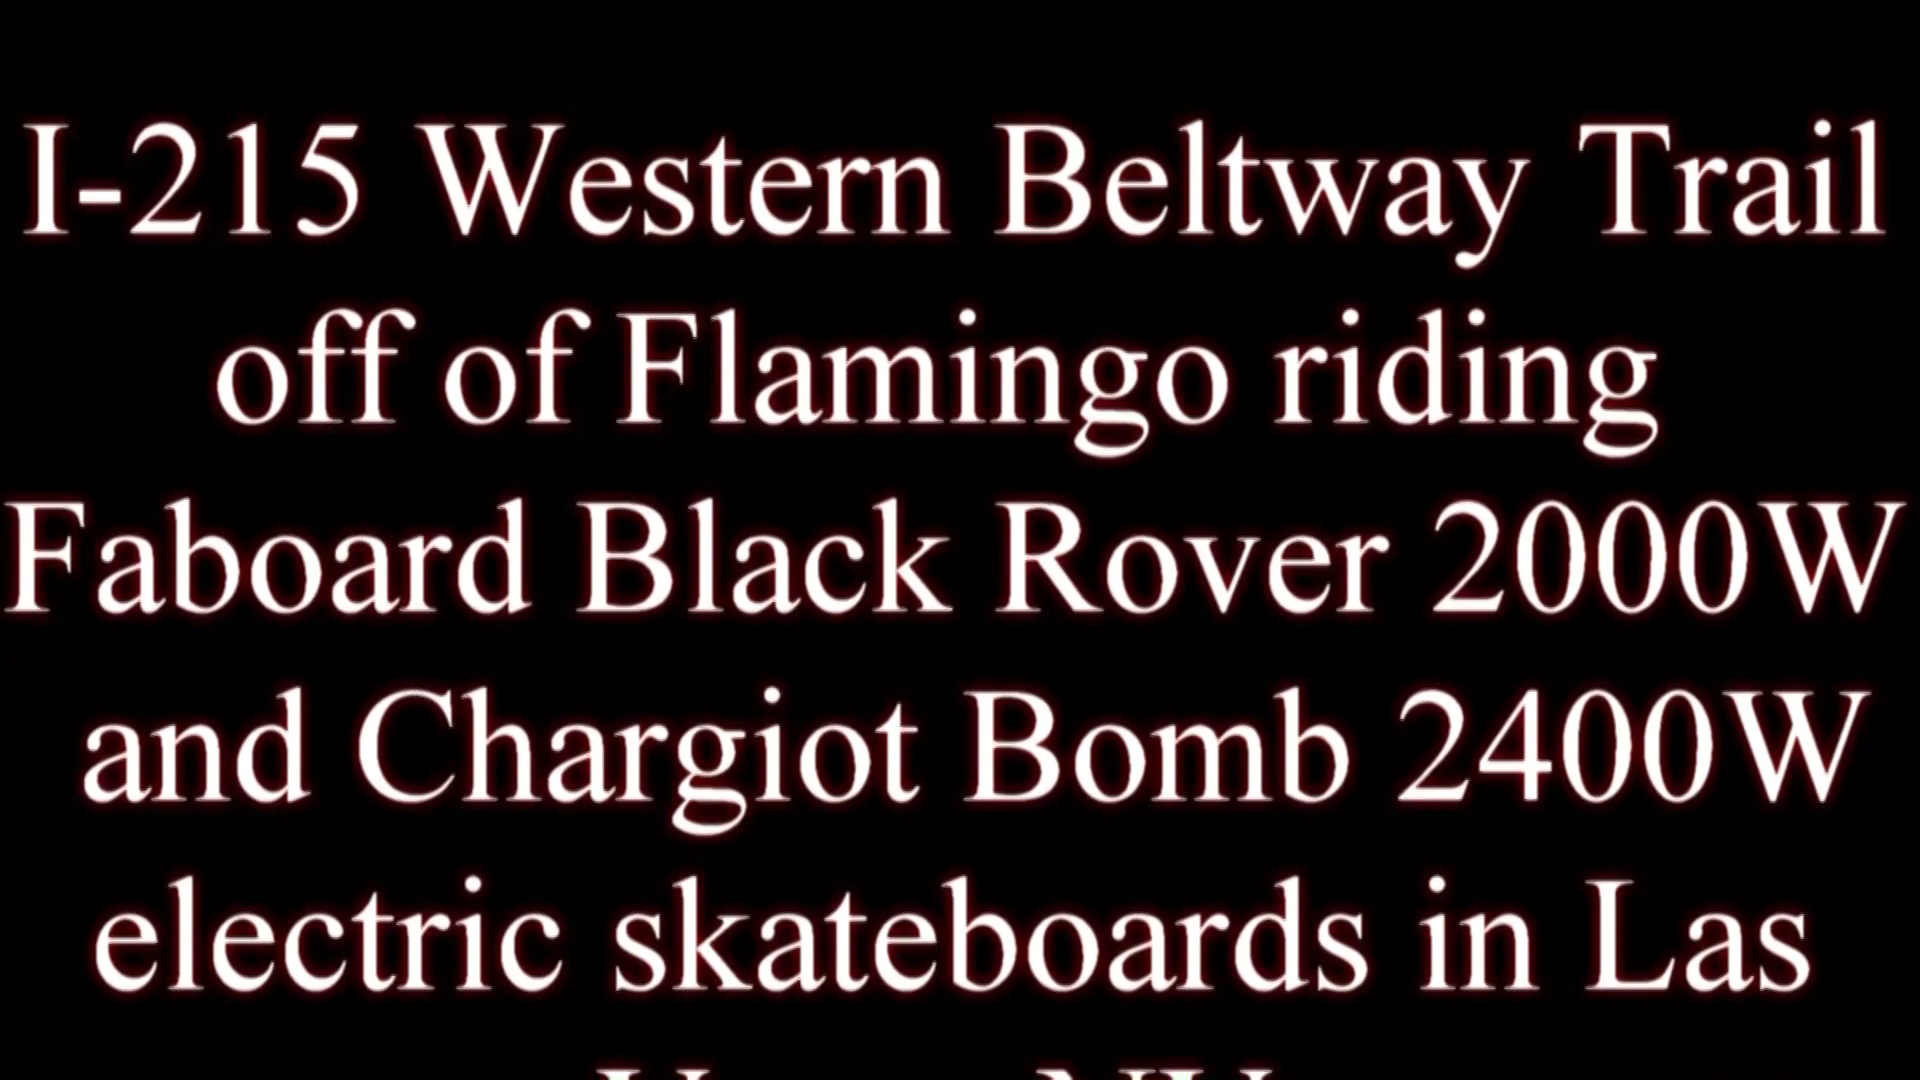 I-215 Western Beltway Trail
off of Flamingo riding
Faboard Black Rover 2000W
and Chargiot Bomb 2400W
electric skateboards in Las